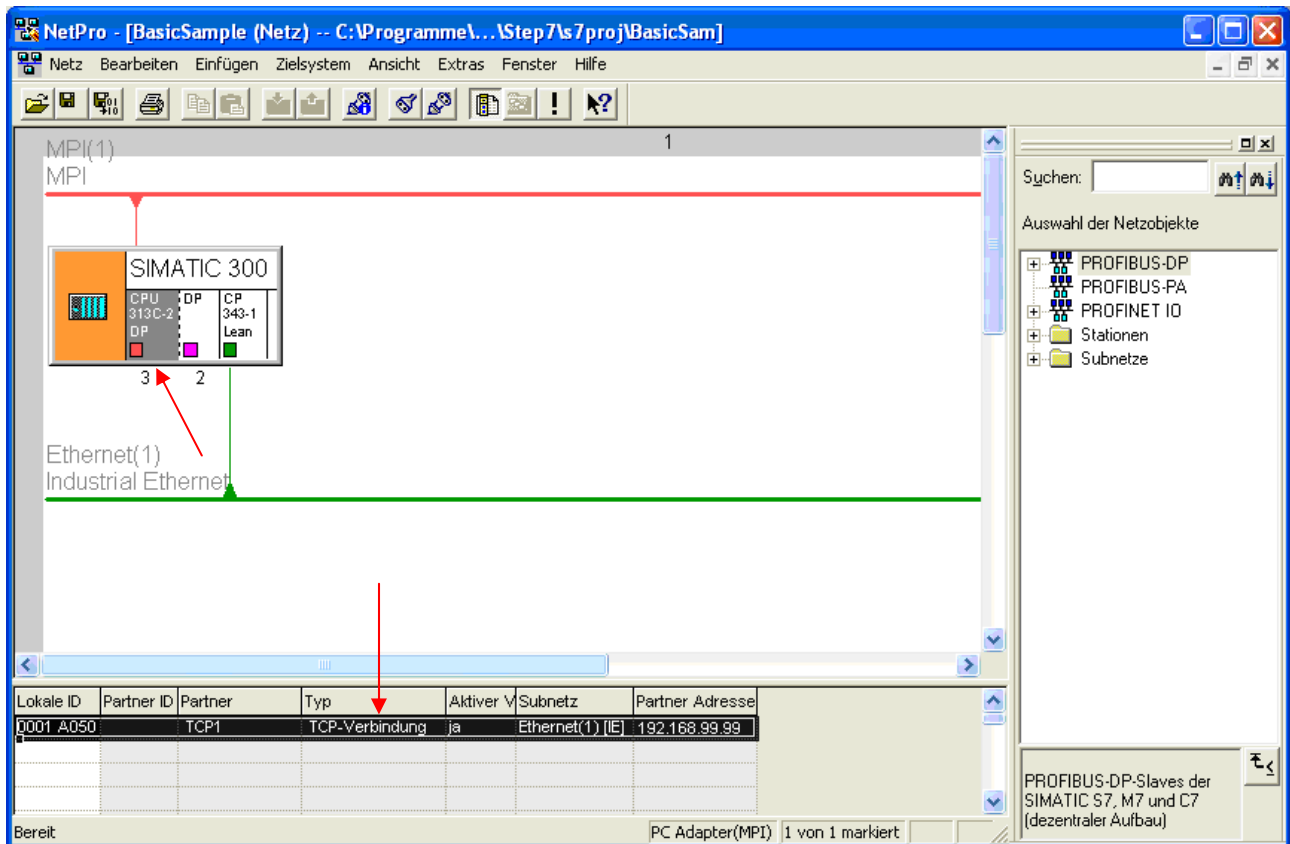 NetPro - [BasicSample (Netz) -- C:\Programme\...\Step7\s7proj\BasicSam]
Netz Bearbeiten Einfügen Zielsystem Ansicht Extras Fenster Hilfe
1
MPI(1)
MPI
SIMATIC 300
CPU 313C-2 DP
DP
CP 343-1 Lean
3 2
Ethernet(1)
Industrial Ethernet
Suchen:
Auswahl der Netzobjekte
PROFIBUS-DP
PROFIBUS-PA
PROFINET IO
Stationen
Subnetze
Lokale ID Partner ID Partner Typ Aktiver V Subnetz Partner Adresse
0001 A050 TCP1 TCP-Verbindung ja Ethernet(1) [IE] 192.168.99.99
PROFIBUS-DP-Slaves der
SIMATIC S7, M7 und C7
(dezentraler Aufbau)
Bereit PC Adapter(MPI) 1 von 1 markiert